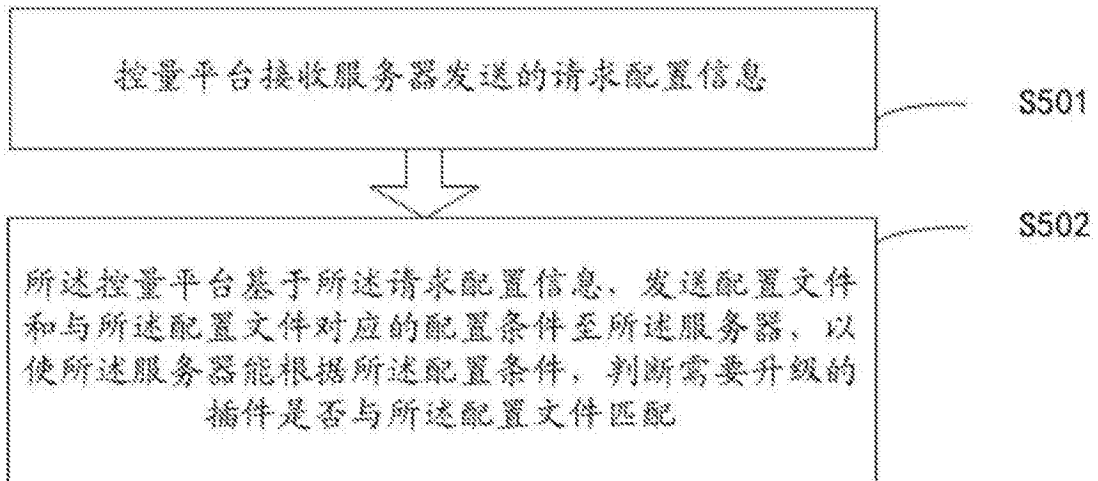 控量平台接收服务器发送的请求配置信息
S501
S502
所述控量平台基于所述请求配置信息，发送配置文件
和与所述配置文件对应的配置条件至所述服务器，以
使所述服务器能根据所述配置条件，判断需要升级的
插件是否与所述配置文件匹配